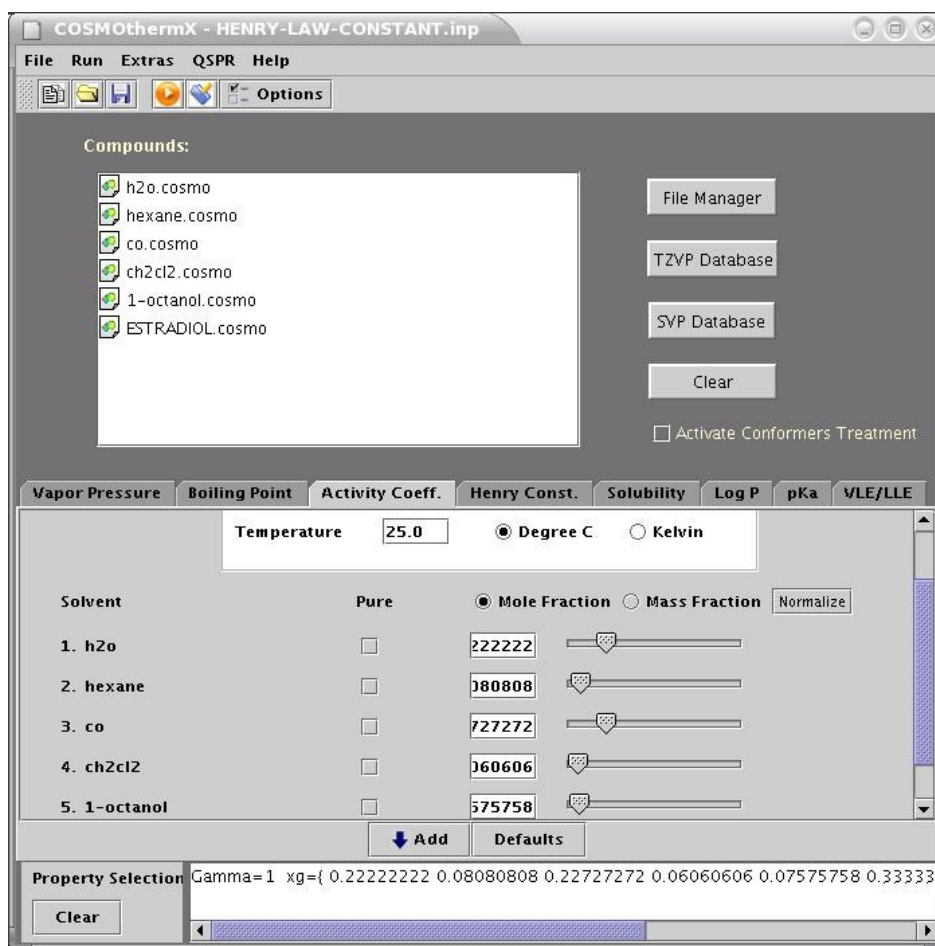 COSMOthermX - HENRY-LAW-CONSTANT.inp
File Run Extras QSPR Help
Options
Compounds:
h2o.cosmo
hexane.cosmo
co.cosmo
ch2cl2.cosmo
1-octanol.cosmo
ESTRADIOL.cosmo
File Manager
TZVP Database
SVP Database
Clear
Activate Conformers Treatment
Vapor Pressure Boiling Point Activity Coeff. Henry Const. Solubility Log P pKa VLE/LLE
Temperature 25.0 Degree C Kelvin
Solvent Pure Mole Fraction Mass Fraction Normalize
1. h2o 222222
2. hexane 080808
3. co 727272
4. ch2cl2 060606
5. 1-octanol 575758
Add Defaults
Property Selection Gamma=1 xg={ 0.22222222 0.08080808 0.22727272 0.06060606 0.07575758 0.33333
Clear